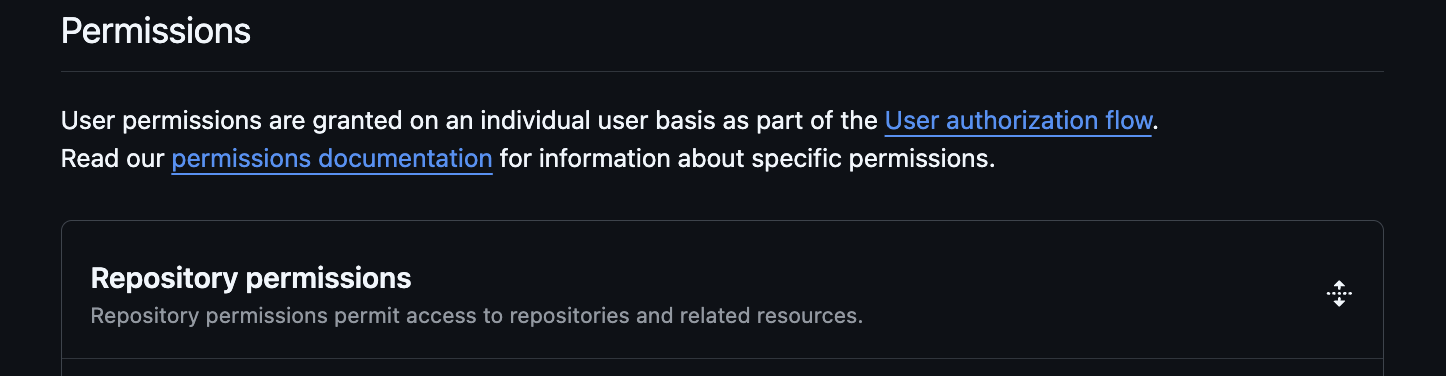 Permissions
User permissions are granted on an individual user basis as part of the User authorization flow.
Read our permissions documentation for information about specific permissions.
Repository permissions
Repository permissions permit access to repositories and related resources.